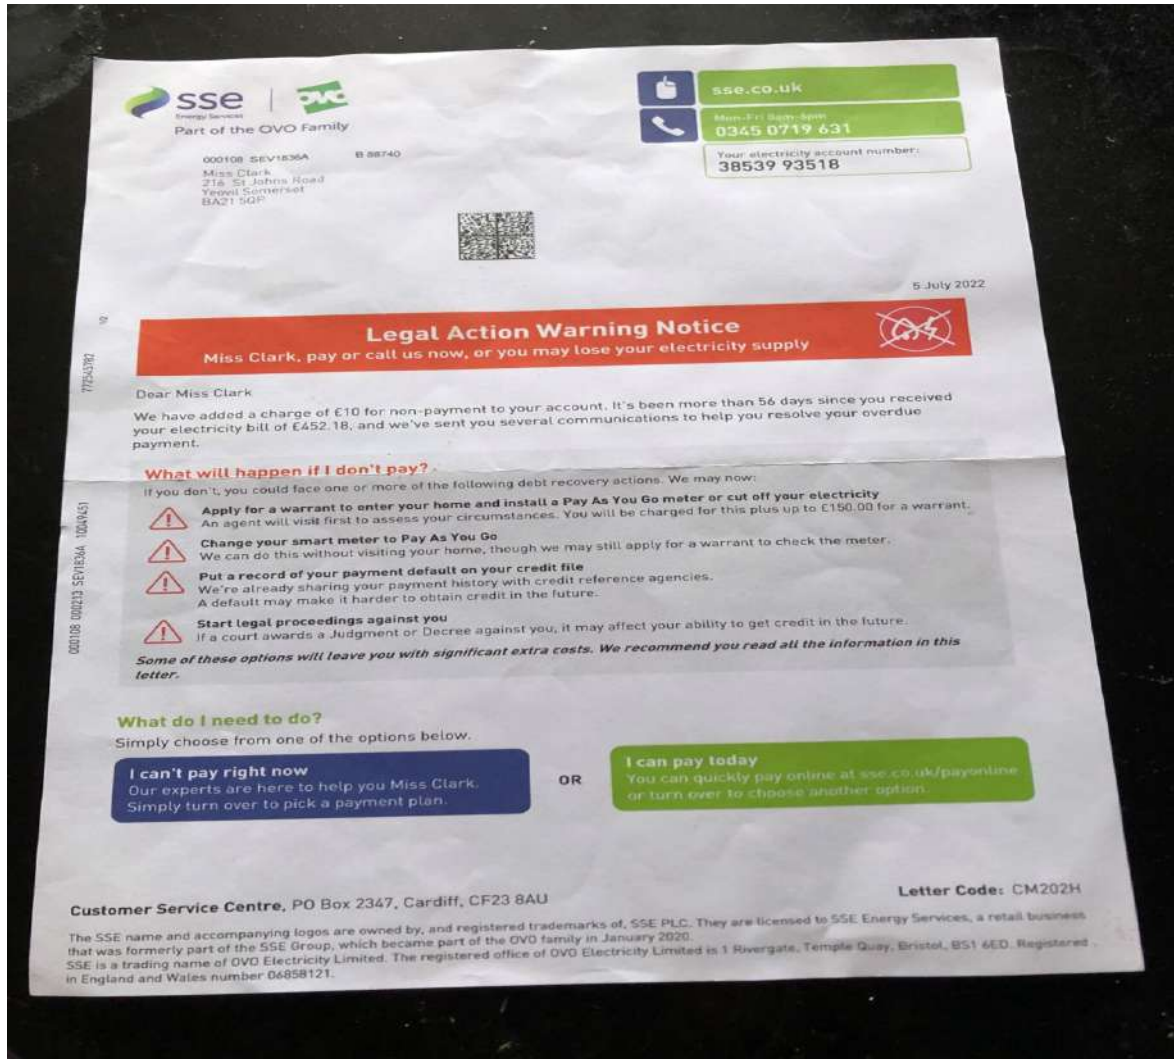 sse
Energy Services
OVO
Part of the OVO Family
sse.co.uk
Mon-Fri 9am-6pm
0345 0719 631
Your electricity account number:
38539 93518
000108 SEV1836A B 88740
Miss Clark
216 St Johns Road
Yeovil Somerset
BA21 5QP
5 July 2022
Legal Action Warning Notice
Miss Clark, pay or call us now, or you may lose your electricity supply
Dear Miss Clark
We have added a charge of £10 for non-payment to your account. It's been more than 56 days since you received
your electricity bill of £452.18, and we've sent you several communications to help you resolve your overdue
payment.
What will happen if I don't pay?
If you don't, you could face one or more of the following debt recovery actions. We may now:
Apply for a warrant to enter your home and install a Pay As You Go meter or cut off your electricity
An agent will visit first to assess your circumstances. You will be charged for this plus up to £150.00 for a warrant.
Change your smart meter to Pay As You Go
We can do this without visiting your home, though we may still apply for a warrant to check the meter.
Put a record of your payment default on your credit file
We're already sharing your payment history with credit reference agencies.
A default may make it harder to obtain credit in the future.
Start legal proceedings against you
If a court awards a Judgment or Decree against you, it may affect your ability to get credit in the future.
Some of these options will leave you with significant extra costs. We recommend you read all the information in this
letter.
What do I need to do?
Simply choose from one of the options below.
I can't pay right now
Our experts are here to help you Miss Clark.
Simply turn over to pick a payment plan.
OR
I can pay today
You can quickly pay online at sse.co.uk/payonline
or turn over to choose another option.
Customer Service Centre, PO Box 2347, Cardiff, CF23 8AU
Letter Code: CM202H
The SSE name and accompanying logos are owned by, and registered trademarks of, SSE PLC. They are licensed to SSE Energy Services, a retail business
that was formerly part of the SSE Group, which became part of the OVO family in January 2020.
SSE is a trading name of OVO Electricity Limited. The registered office of OVO Electricity Limited is 1 Rivergate, Temple Quay, Bristol, BS1 6ED. Registered
in England and Wales number 06858121.
1/2
772545782
000108 000213 SEV1836A 10049451